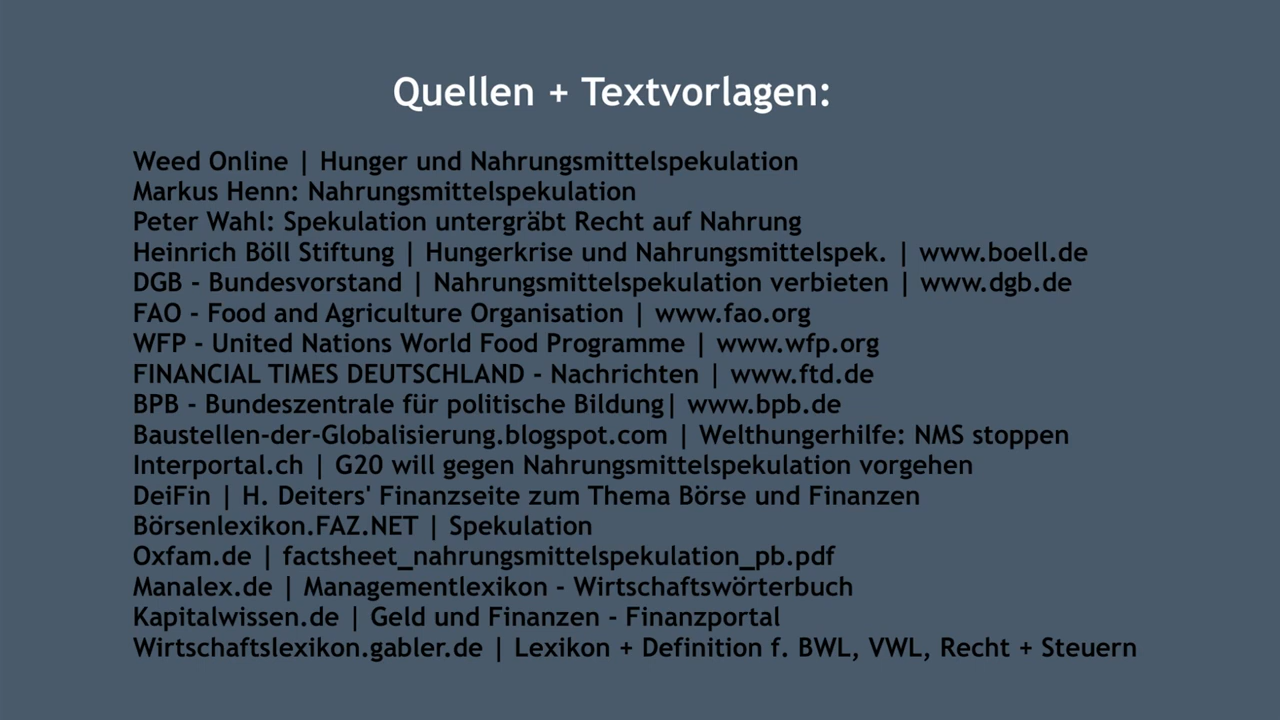 Quellen + Textvorlagen:
Weed Online | Hunger und Nahrungsmittelspekulation
Markus Henn: Nahrungsmittelspekulation
Peter Wahl: Spekulation untergräbt Recht auf Nahrung
Heinrich Böll Stiftung | Hungerkrise und Nahrungsmittelspek. | www.boell.de
DGB - Bundesvorstand | Nahrungsmittelspekulation verbieten | www.dgb.de
FAO - Food and Agriculture Organisation | www.fao.org
WFP - United Nations World Food Programme | www.wfp.org
FINANCIAL TIMES DEUTSCHLAND - Nachrichten | www.ftd.de
BPB - Bundeszentrale für politische Bildung| www.bpb.de
Baustellen-der-Globalisierung.blogspot.com | Welthungerhilfe: NMS stoppen
Interportal.ch | G20 will gegen Nahrungsmittelspekulation vorgehen
DeiFin | H. Deiters' Finanzseite zum Thema Börse und Finanzen
Börsenlexikon.FAZ.NET | Spekulation
Oxfam.de | factsheet_nahrungsmittelspekulation_pb.pdf
Manalex.de | Managementlexikon - Wirtschaftswörterbuch
Kapitalwissen.de | Geld und Finanzen - Finanzportal
Wirtschaftslexikon.gabler.de | Lexikon + Definition f. BWL, VWL, Recht + Steuern